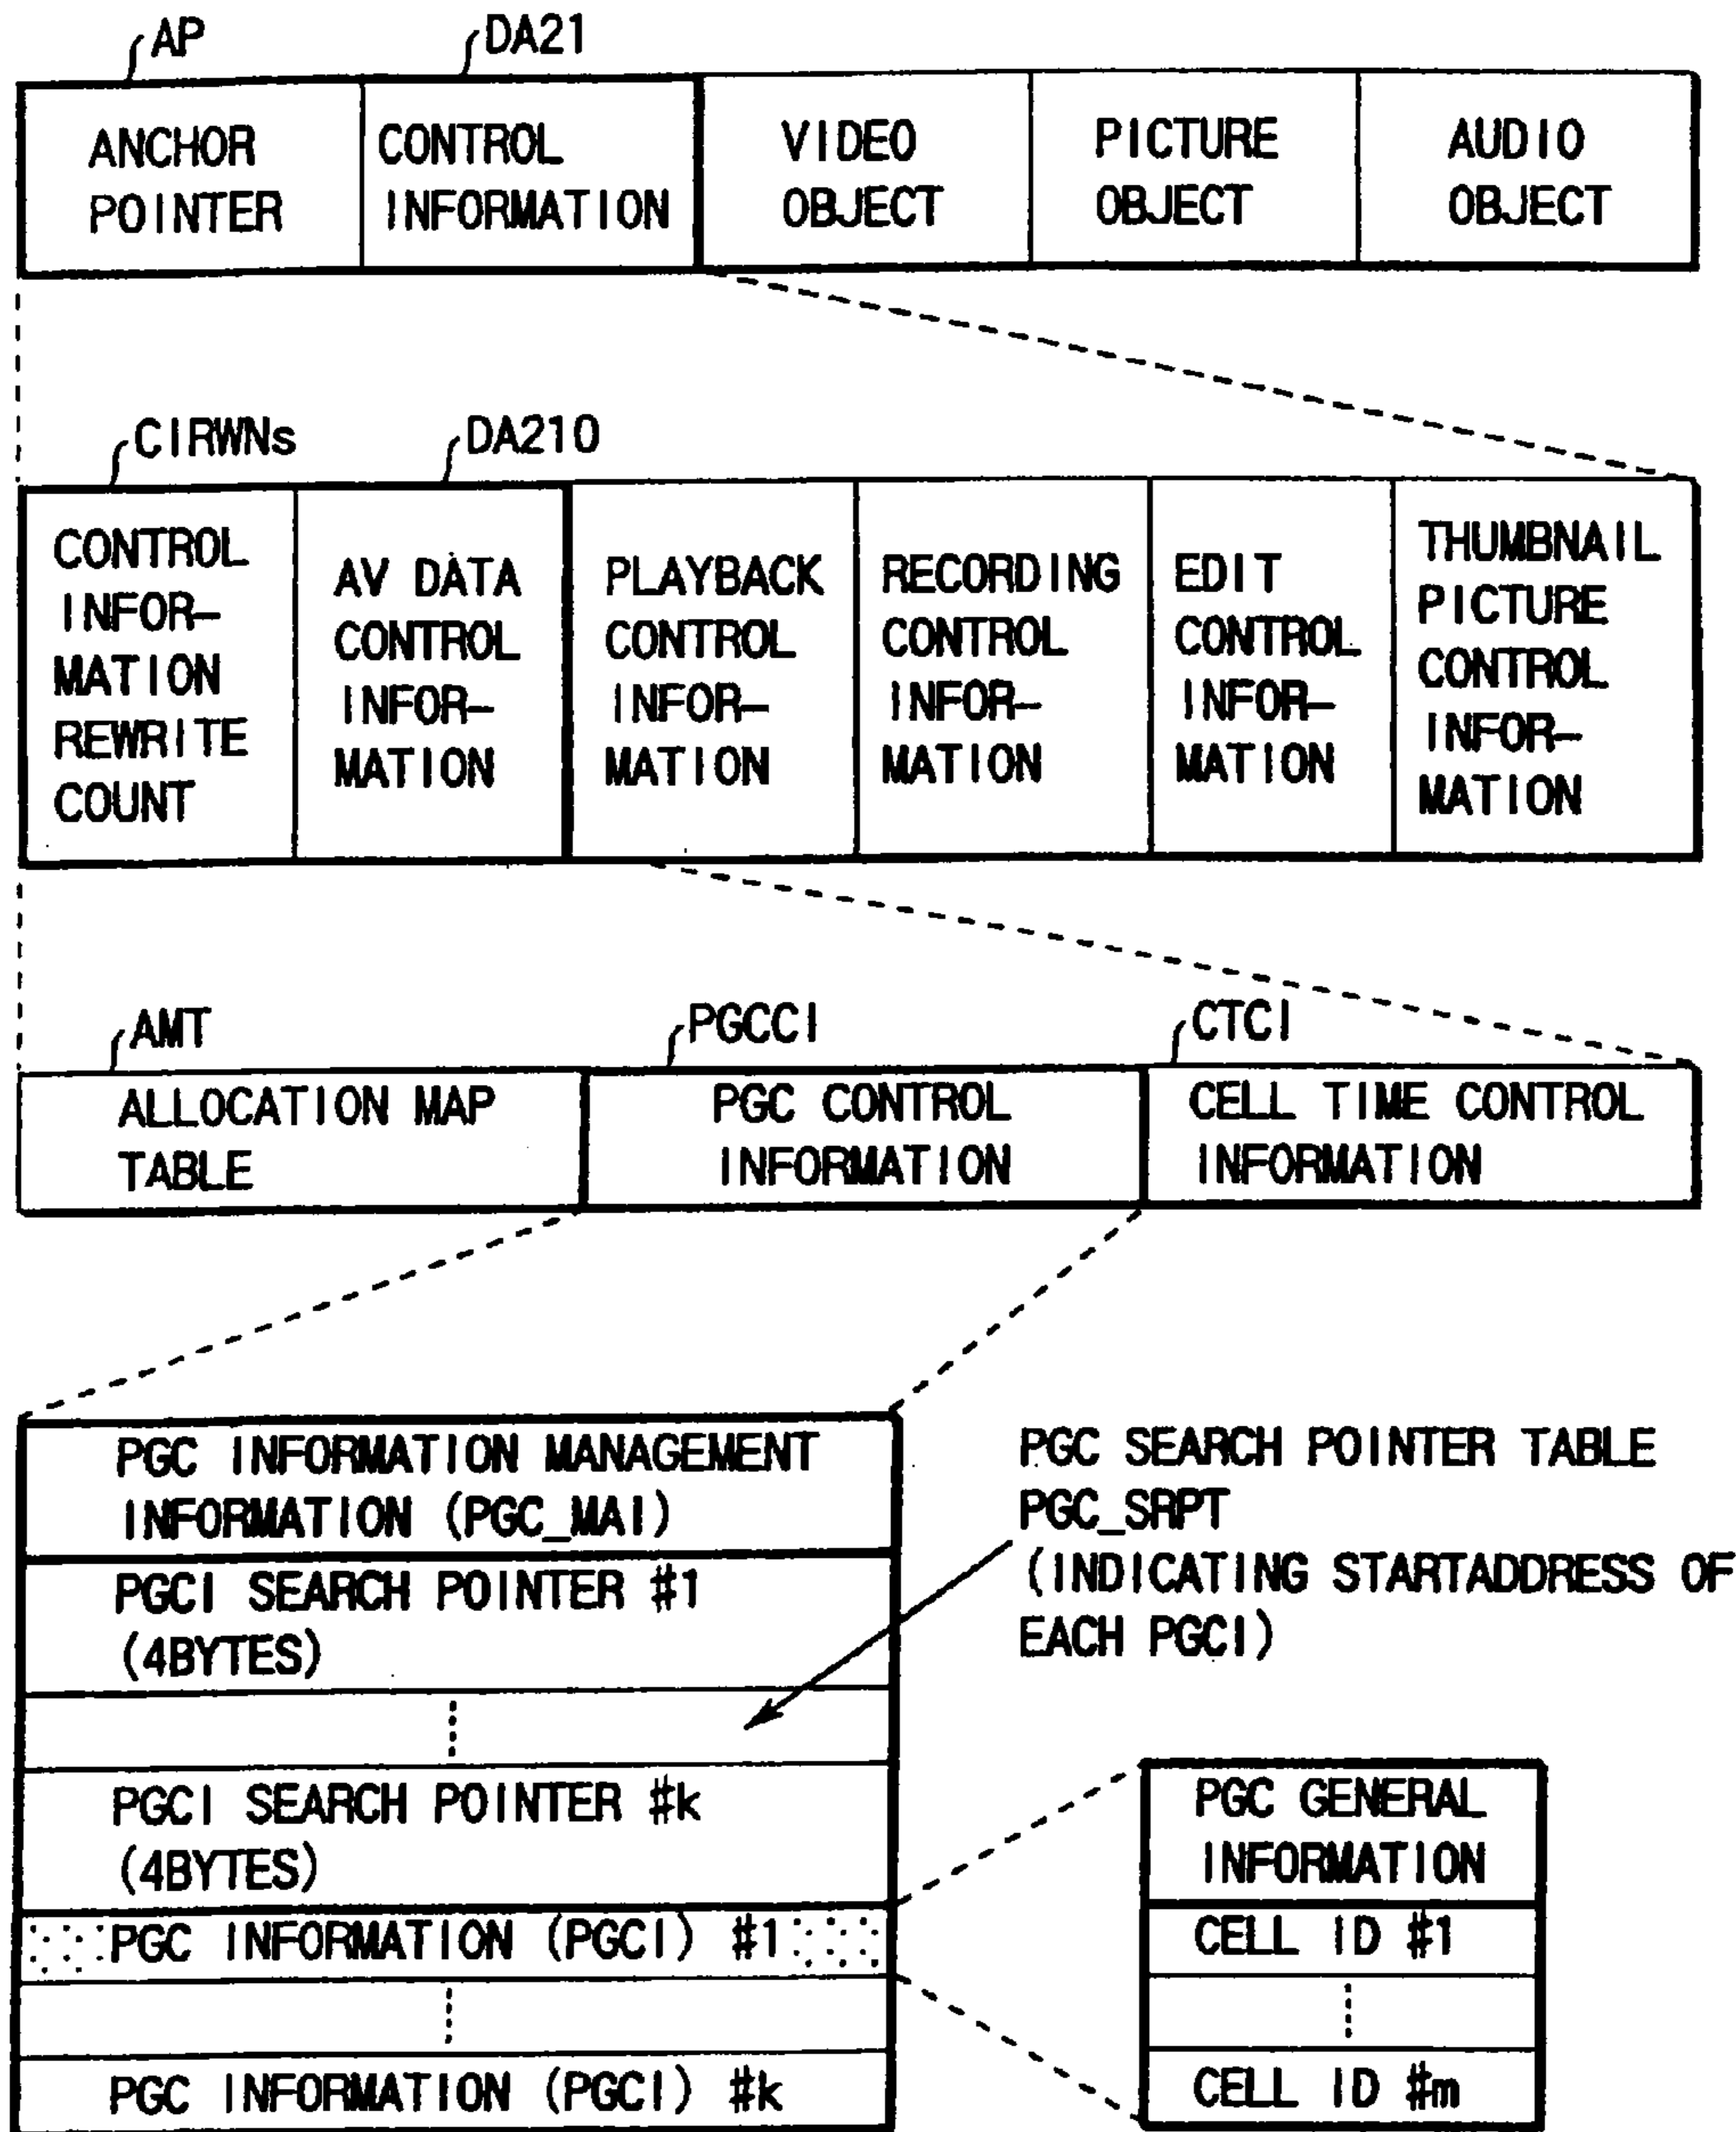 AP
DA21
ANCHOR
POINTER
CONTROL
INFORMATION
VIDEO
OBJECT
PICTURE
OBJECT
AUDIO
OBJECT
CIRWNs
DA210
CONTROL
INFOR-
MATION
REWRITE
COUNT
AV DATA
CONTROL
INFOR-
MATION
PLAYBACK
CONTROL
INFOR-
MATION
RECORDING
CONTROL
INFOR-
MATION
EDIT
CONTROL
INFOR-
MATION
THUMBNAIL
PICTURE
CONTROL
INFOR-
MATION
AMT
PGCCI
CTCI
ALLOCATION MAP
TABLE
PGC CONTROL
INFORMATION
CELL TIME CONTROL
INFORMATION
PGC INFORMATION MANAGEMENT
INFORMATION (PGC_MAI)
PGCI SEARCH POINTER #1
(4BYTES)
PGCI SEARCH POINTER #k
(4BYTES)
PGC INFORMATION (PGCI) #1
PGC INFORMATION (PGCI) #k
PGC SEARCH POINTER TABLE
PGC_SRPT
(INDICATING STARTADDRESS OF
EACH PGCI)
PGC GENERAL
INFORMATION
CELL ID #1
CELL ID #m